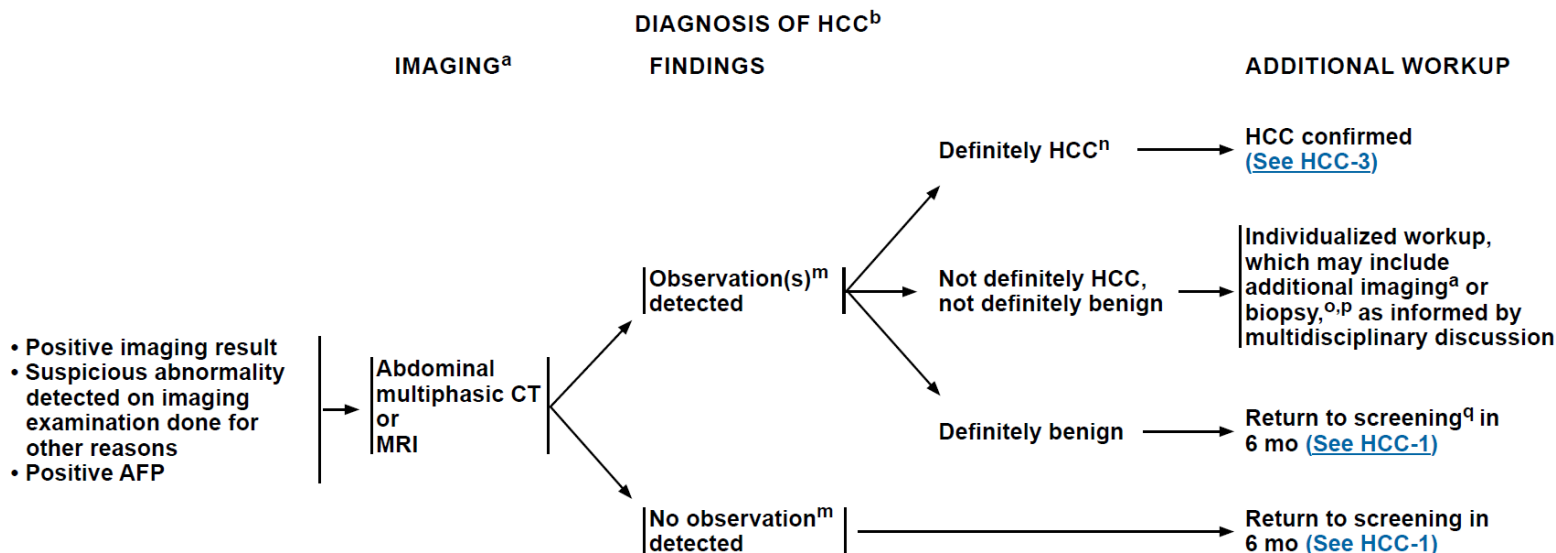 DIAGNOSIS OF HCCb
IMAGINGa
FINDINGS
ADDITIONAL WORKUP
• Positive imaging result
• Suspicious abnormality
detected on imaging
examination done for
other reasons
• Positive AFP
Abdominal
multiphasic CT
or
MRI
Observation(s)m
detected
Definitely HCCn
HCC confirmed
(See HCC-3)
Not definitely HCC,
not definitely benign
Individualized workup,
which may include
additional imaginga or
biopsy,o,p as informed by
multidisciplinary discussion
Definitely benign
Return to screeningq in
6 mo (See HCC-1)
No observationm
detected
Return to screening in
6 mo (See HCC-1)